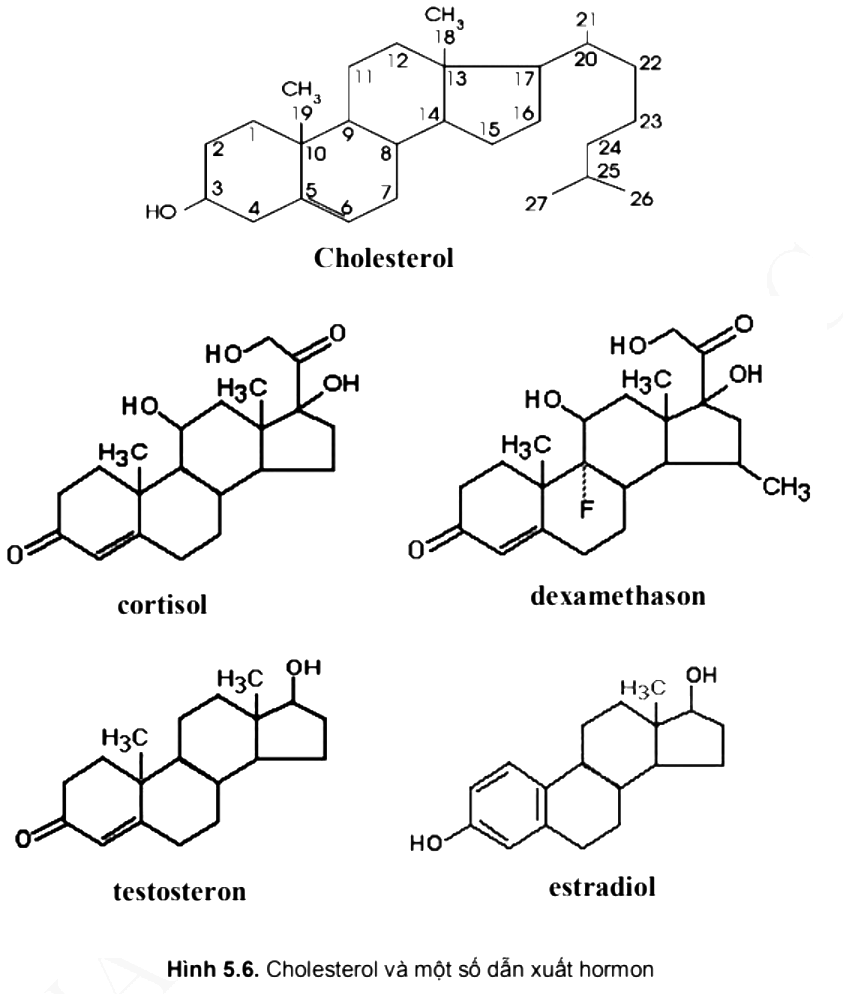 CH₃
18
21
20
22
12
11
13
17
CH₃
19
16
14
15
23
1
9
2
10
8
24
25
3
5
7
27
26
HO
4
6
Cholesterol
HO
O
H₃C
OH
HO
H₃C
O
cortisol
HO
O
H₃C
OH
HO
H₃C
F
CH₃
O
dexamethason
OH
H₃C
H₃C
O
testosteron
OH
H₃C
HO
estradiol
Hình 5.6. Cholesterol và một số dẫn xuất hormon